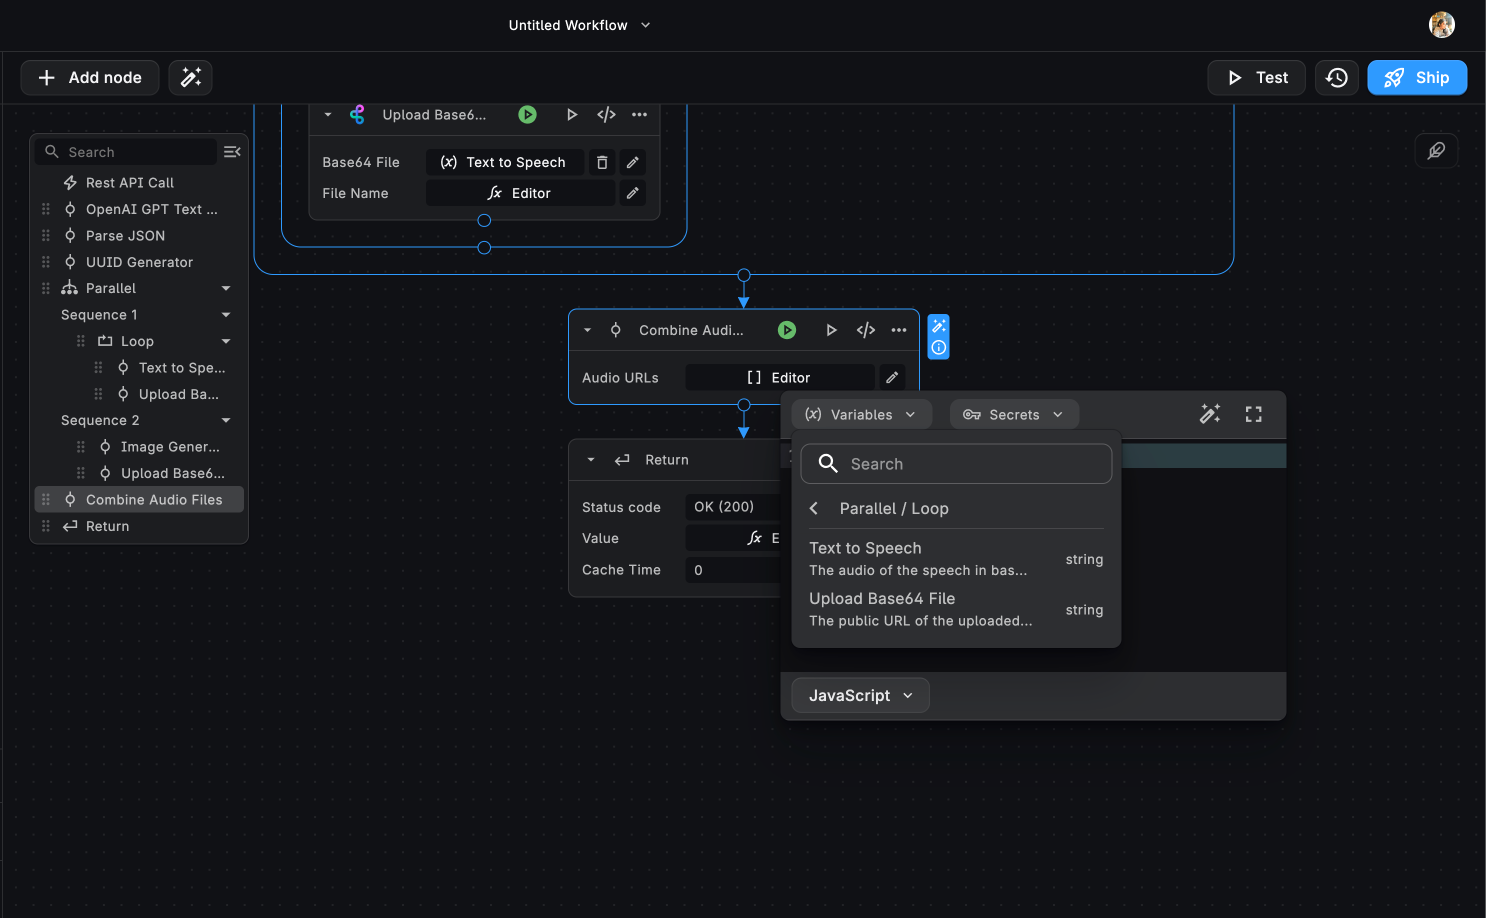 Untitled Workflow
Add node
Test
Ship
Search
Rest API Call
OpenAI GPT Text ...
Parse JSON
UUID Generator
Parallel
Sequence 1
Loop
Text to Spe...
Upload Ba...
Sequence 2
Image Gener...
Upload Base6...
Combine Audio Files
Return
Upload Base6...
Base64 File
(x) Text to Speech
File Name
fx Editor
Combine Audi...
Audio URLs
[ ] Editor
Return
Status code
OK (200)
Value
fx E
Cache Time
0
(x) Variables
Secrets
Search
Parallel / Loop
Text to Speech
The audio of the speech in bas...
string
Upload Base64 File
The public URL of the uploaded...
string
JavaScript